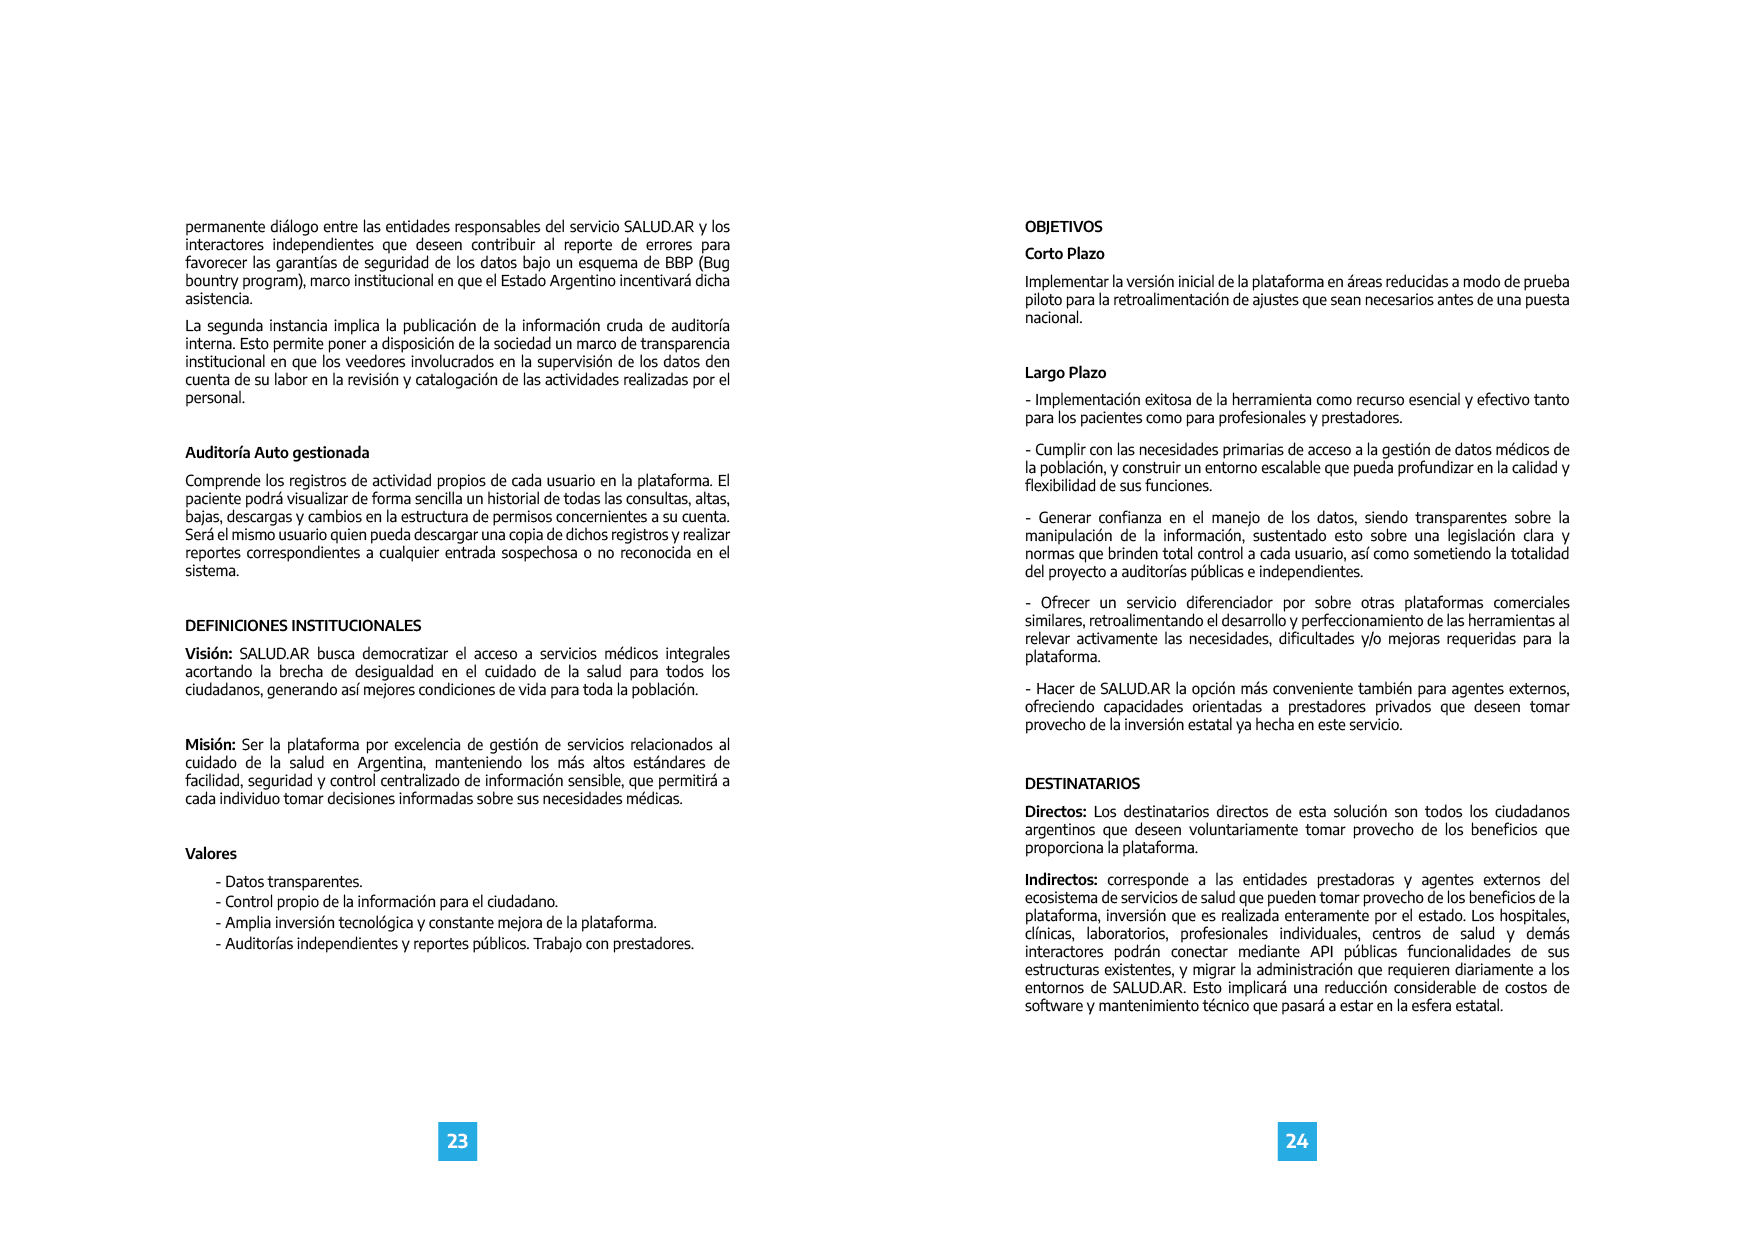 permanente diálogo entre las entidades responsables del servicio SALUD.AR y los
interactores independientes que deseen contribuir al reporte de errores para
favorecer las garantías de seguridad de los datos bajo un esquema de BBP (Bug
bountry program), marco institucional en que el Estado Argentino incentivará dicha
asistencia.
La segunda instancia implica la publicación de la información cruda de auditoría
interna. Esto permite poner a disposición de la sociedad un marco de transparencia
institucional en que los veedores involucrados en la supervisión de los datos den
cuenta de su labor en la revisión y catalogación de las actividades realizadas por el
personal.
Auditoría Auto gestionada
Comprende los registros de actividad propios de cada usuario en la plataforma. El
paciente podrá visualizar de forma sencilla un historial de todas las consultas, altas,
bajas, descargas y cambios en la estructura de permisos concernientes a su cuenta.
Será el mismo usuario quien pueda descargar una copia de dichos registros y realizar
reportes correspondientes a cualquier entrada sospechosa o no reconocida en el
sistema.
DEFINICIONES INSTITUCIONALES
Visión: SALUD.AR busca democratizar el acceso a servicios médicos integrales
acortando la brecha de desigualdad en el cuidado de la salud para todos los
ciudadanos, generando así mejores condiciones de vida para toda la población.
Misión: Ser la plataforma por excelencia de gestión de servicios relacionados al
cuidado de la salud en Argentina, manteniendo los más altos estándares de
facilidad, seguridad y control centralizado de información sensible, que permitirá a
cada individuo tomar decisiones informadas sobre sus necesidades médicas.
Valores
- Datos transparentes.
- Control propio de la información para el ciudadano.
- Amplia inversión tecnológica y constante mejora de la plataforma.
- Auditorías independientes y reportes públicos. Trabajo con prestadores.
23
OBJETIVOS
Corto Plazo
Implementar la versión inicial de la plataforma en áreas reducidas a modo de prueba
piloto para la retroalimentación de ajustes que sean necesarios antes de una puesta
nacional.
Largo Plazo
- Implementación exitosa de la herramienta como recurso esencial y efectivo tanto
para los pacientes como para profesionales y prestadores.
- Cumplir con las necesidades primarias de acceso a la gestión de datos médicos de
la población, y construir un entorno escalable que pueda profundizar en la calidad y
flexibilidad de sus funciones.
- Generar confianza en el manejo de los datos, siendo transparentes sobre la
manipulación de la información, sustentado esto sobre una legislación clara y
normas que brinden total control a cada usuario, así como sometiendo la totalidad
del proyecto a auditorías públicas e independientes.
- Ofrecer un servicio diferenciador por sobre otras plataformas comerciales
similares, retroalimentando el desarrollo y perfeccionamiento de las herramientas al
relevar activamente las necesidades, dificultades y/o mejoras requeridas para la
plataforma.
- Hacer de SALUD.AR la opción más conveniente también para agentes externos,
ofreciendo capacidades orientadas a prestadores privados que deseen tomar
provecho de la inversión estatal ya hecha en este servicio.
DESTINATARIOS
Directos: Los destinatarios directos de esta solución son todos los ciudadanos
argentinos que deseen voluntariamente tomar provecho de los beneficios que
proporciona la plataforma.
Indirectos: corresponde a las entidades prestadoras y agentes externos del
ecosistema de servicios de salud que pueden tomar provecho de los beneficios de la
plataforma, inversión que es realizada enteramente por el estado. Los hospitales,
clínicas, laboratorios, profesionales individuales, centros de salud y demás
interactores podrán conectar mediante API públicas funcionalidades de sus
estructuras existentes, y migrar la administración que requieren diariamente a los
entornos de SALUD.AR. Esto implicará una reducción considerable de costos de
software y mantenimiento técnico que pasará a estar en la esfera estatal.
24